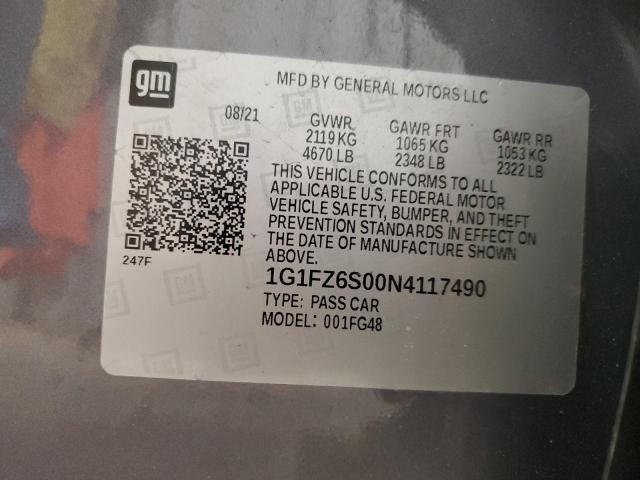 gm
MFD BY GENERAL MOTORS LLC
08/21
GVWR GAWR FRT GAWR RR
2119 KG 1065 KG 1053 KG
4670 LB 2348 LB 2322 LB
THIS VEHICLE CONFORMS TO ALL
APPLICABLE U.S. FEDERAL MOTOR
VEHICLE SAFETY, BUMPER, AND THEFT
PREVENTION STANDARDS IN EFFECT ON
THE DATE OF MANUFACTURE SHOWN
ABOVE.
247F
1G1FZ6S00N4117490
TYPE: PASS CAR
MODEL: 001FG48